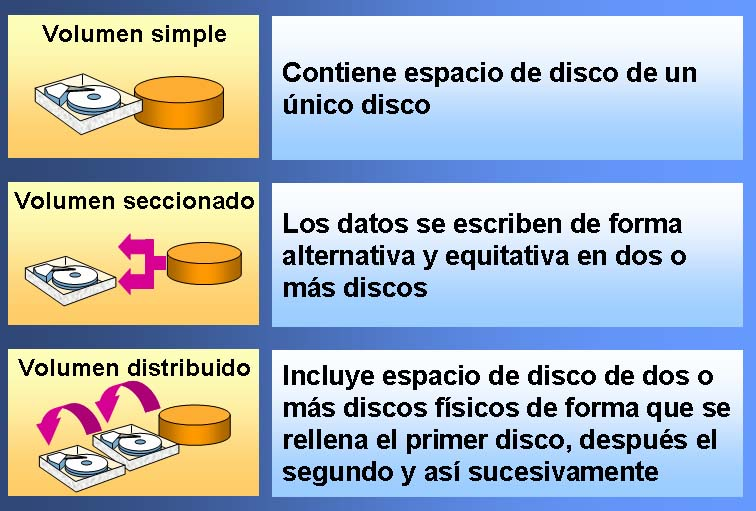 Volumen simple
Contiene espacio de disco de un
único disco
Volumen seccionado
Los datos se escriben de forma
alternativa y equitativa en dos o
más discos
Volumen distribuido
Incluye espacio de disco de dos o
más discos físicos de forma que se
rellena el primer disco, después el
segundo y así sucesivamente